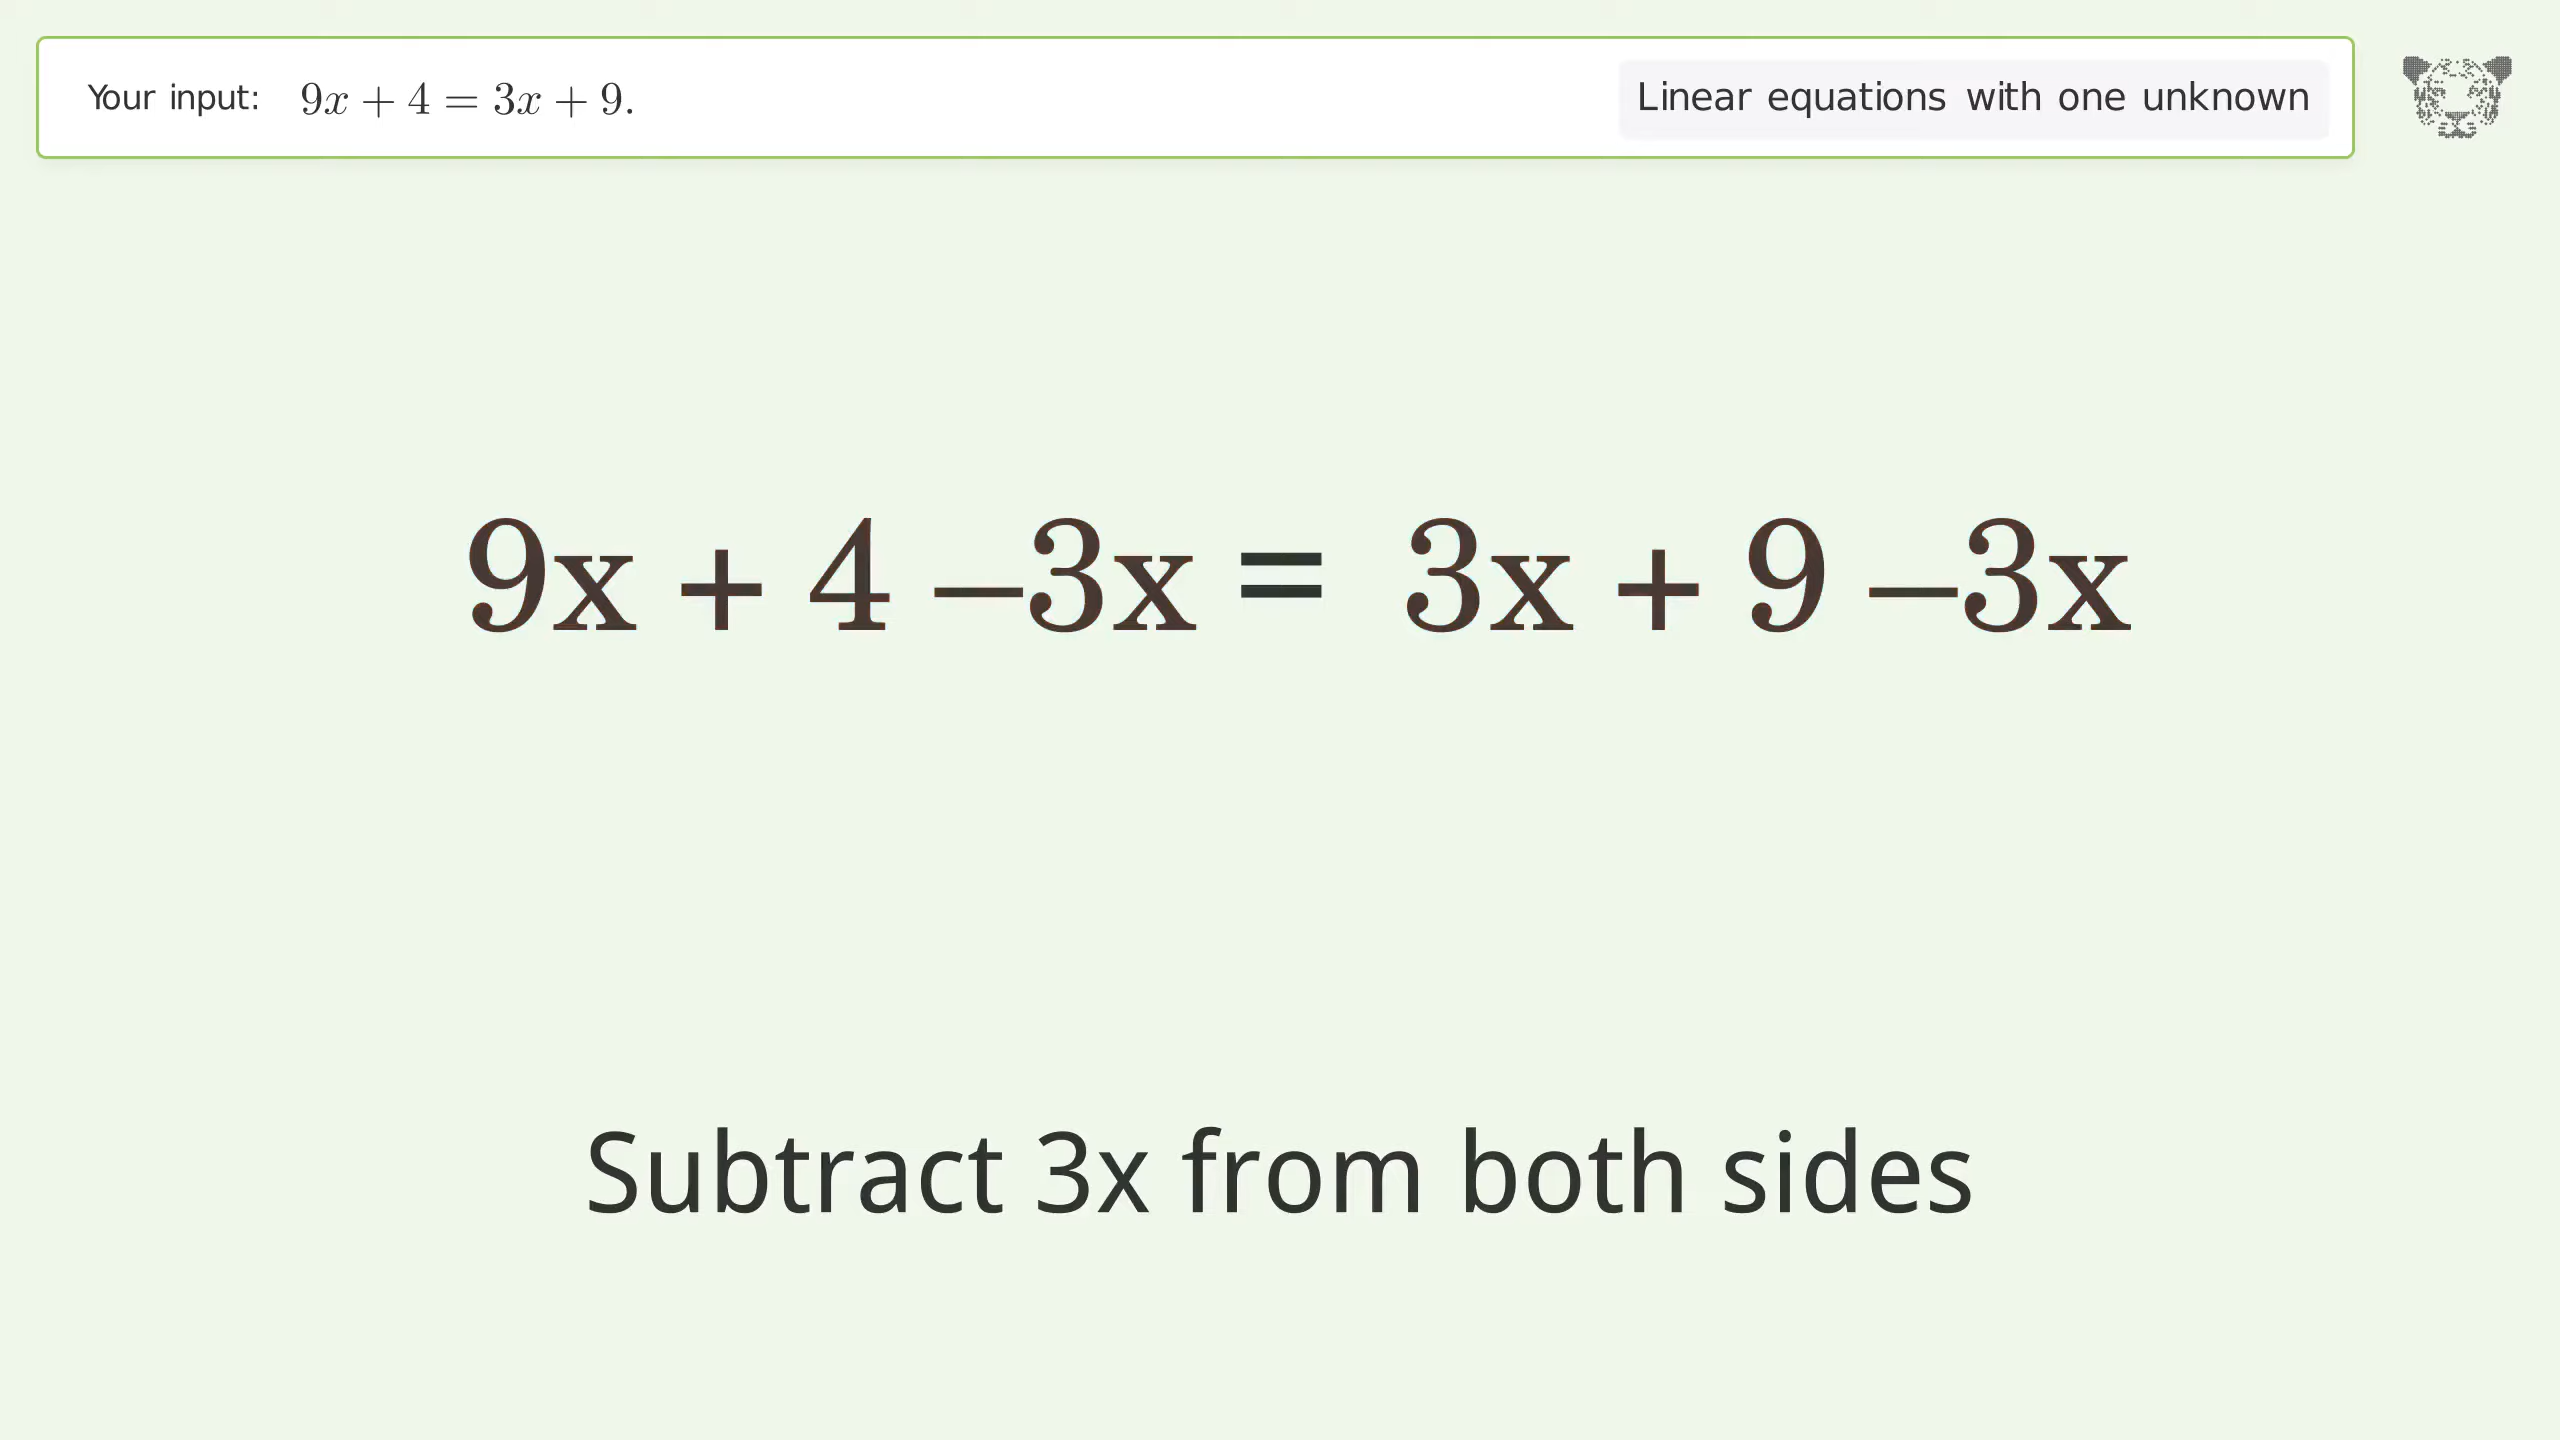 Your input: 9x + 4 = 3x + 9.
Linear equations with one unknown
9x + 4 –3x = 3x + 9 –3x
Subtract 3x from both sides